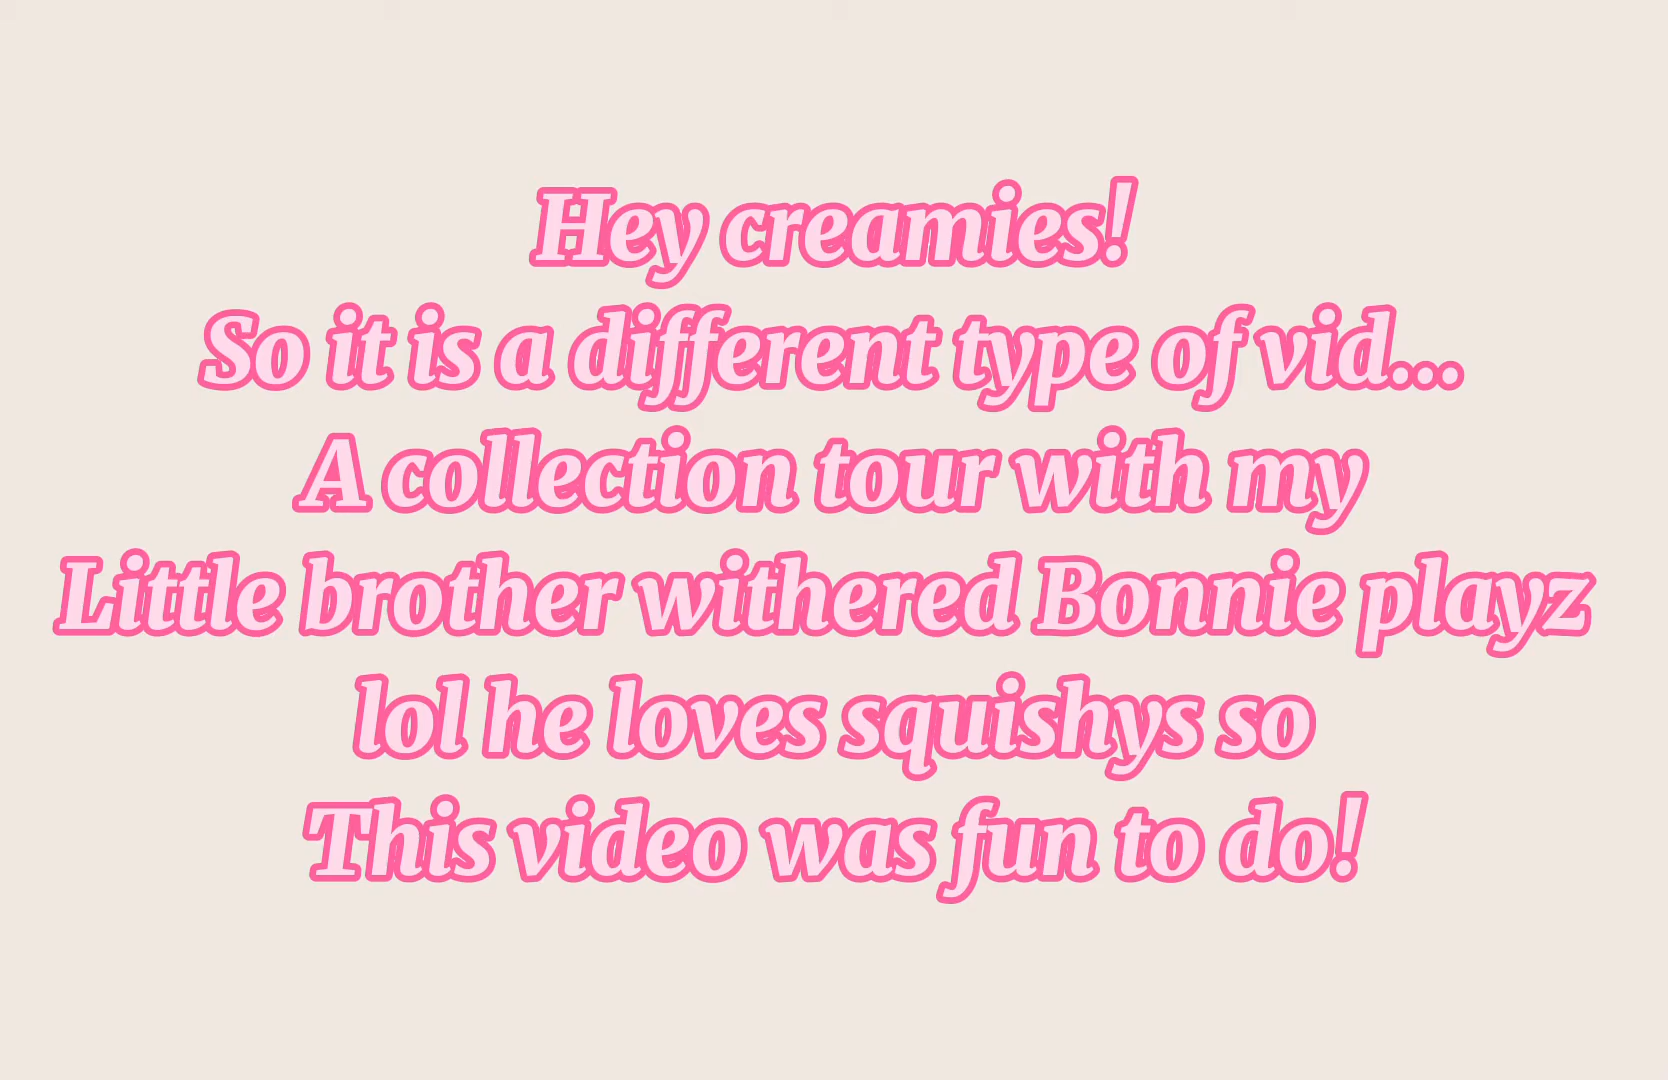 Hey creamies!
So it is a different type of vid...
A collection tour with my
Little brother withered Bonnie playz
lol he loves squishys so
This video was fun to do!